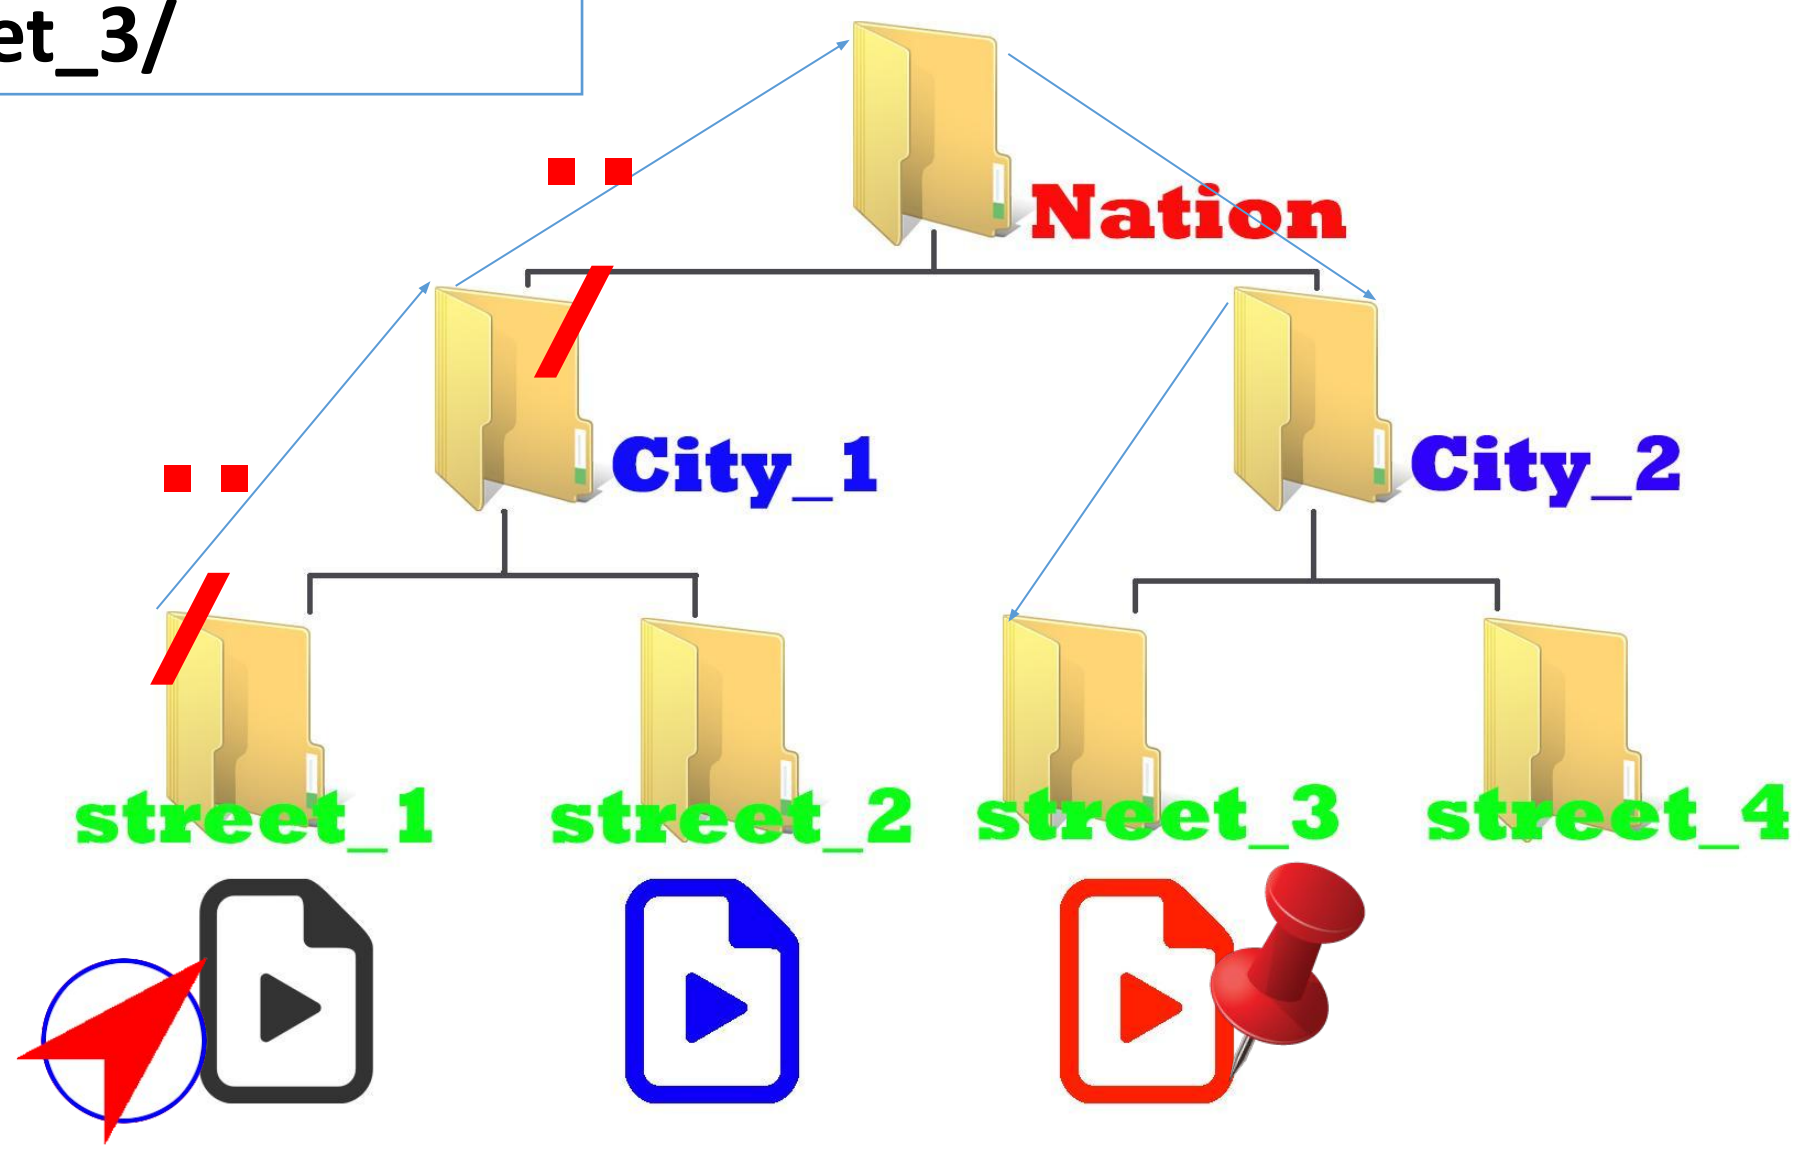 et_3/
..
Nation
/
City_1
City_2
..
/
street_1
street_2
street_3
street_4